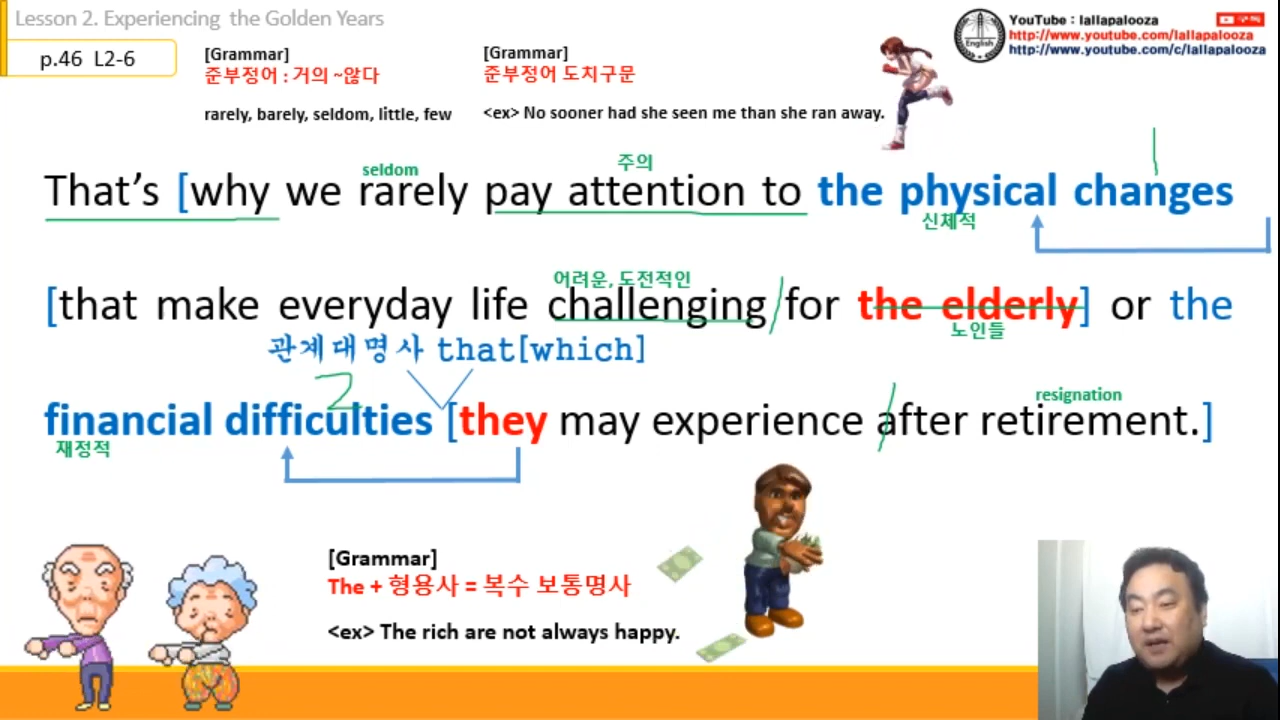 Lesson 2. Experiencing the Golden Years
p.46 L2-6
[Grammar]
준부정어 : 거의 ~않다
rarely, barely, seldom, little, few
[Grammar]
준부정어 도치구문
<ex> No sooner had she seen me than she ran away.
English
YouTube : lallapalooza
구독
http://www.youtube.com/lallapalooza
http://www.youtube.com/c/lallapalooza
seldom
주의
1
That's [why we rarely pay attention to the physical changes
신체적
어려운, 도전적인
[that make everyday life challenging / for the elderly] or the
노인들
관계대명사 that[which]
2
resignation
financial difficulties [they may experience / after retirement.]
재정적
[Grammar]
The + 형용사 = 복수 보통명사
<ex> The rich are not always happy.